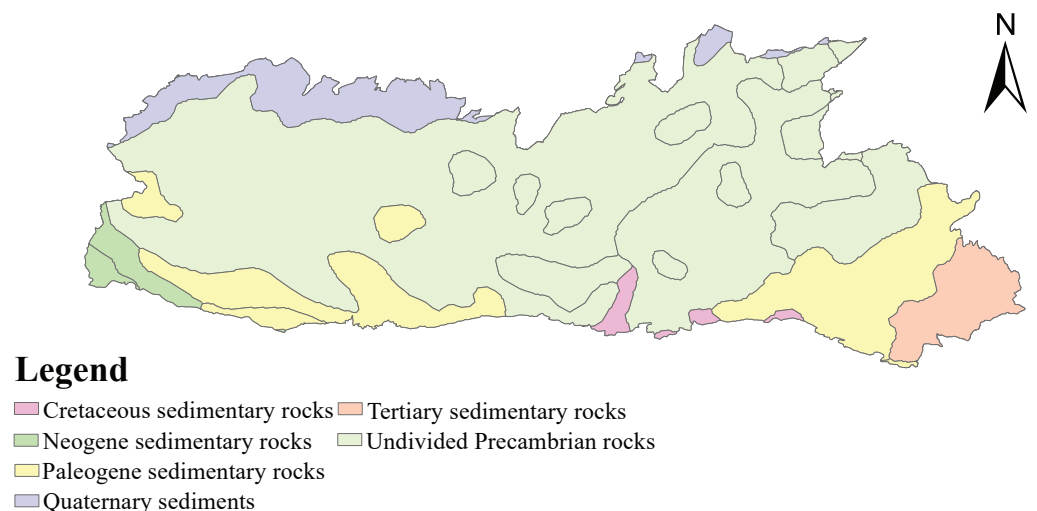 N
Legend
Cretaceous sedimentary rocks Tertiary sedimentary rocks
Neogene sedimentary rocks Undivided Precambrian rocks
Paleogene sedimentary rocks
Quaternary sediments